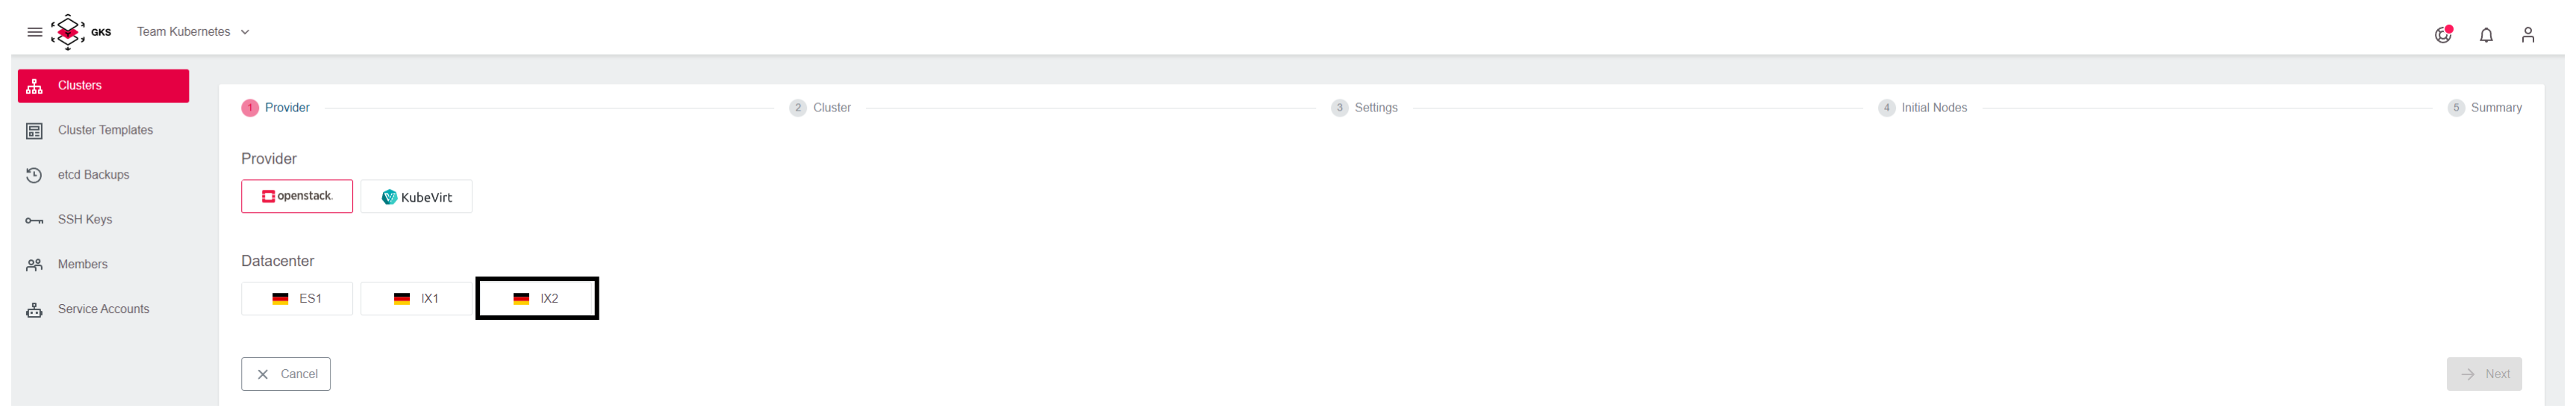 GKS Team Kubernetes
Clusters
Cluster Templates
etcd Backups
SSH Keys
Members
Service Accounts
1 Provider 2 Cluster 3 Settings 4 Initial Nodes 5 Summary
Provider
openstack. KubeVirt
Datacenter
ES1 IX1 IX2
Cancel Next